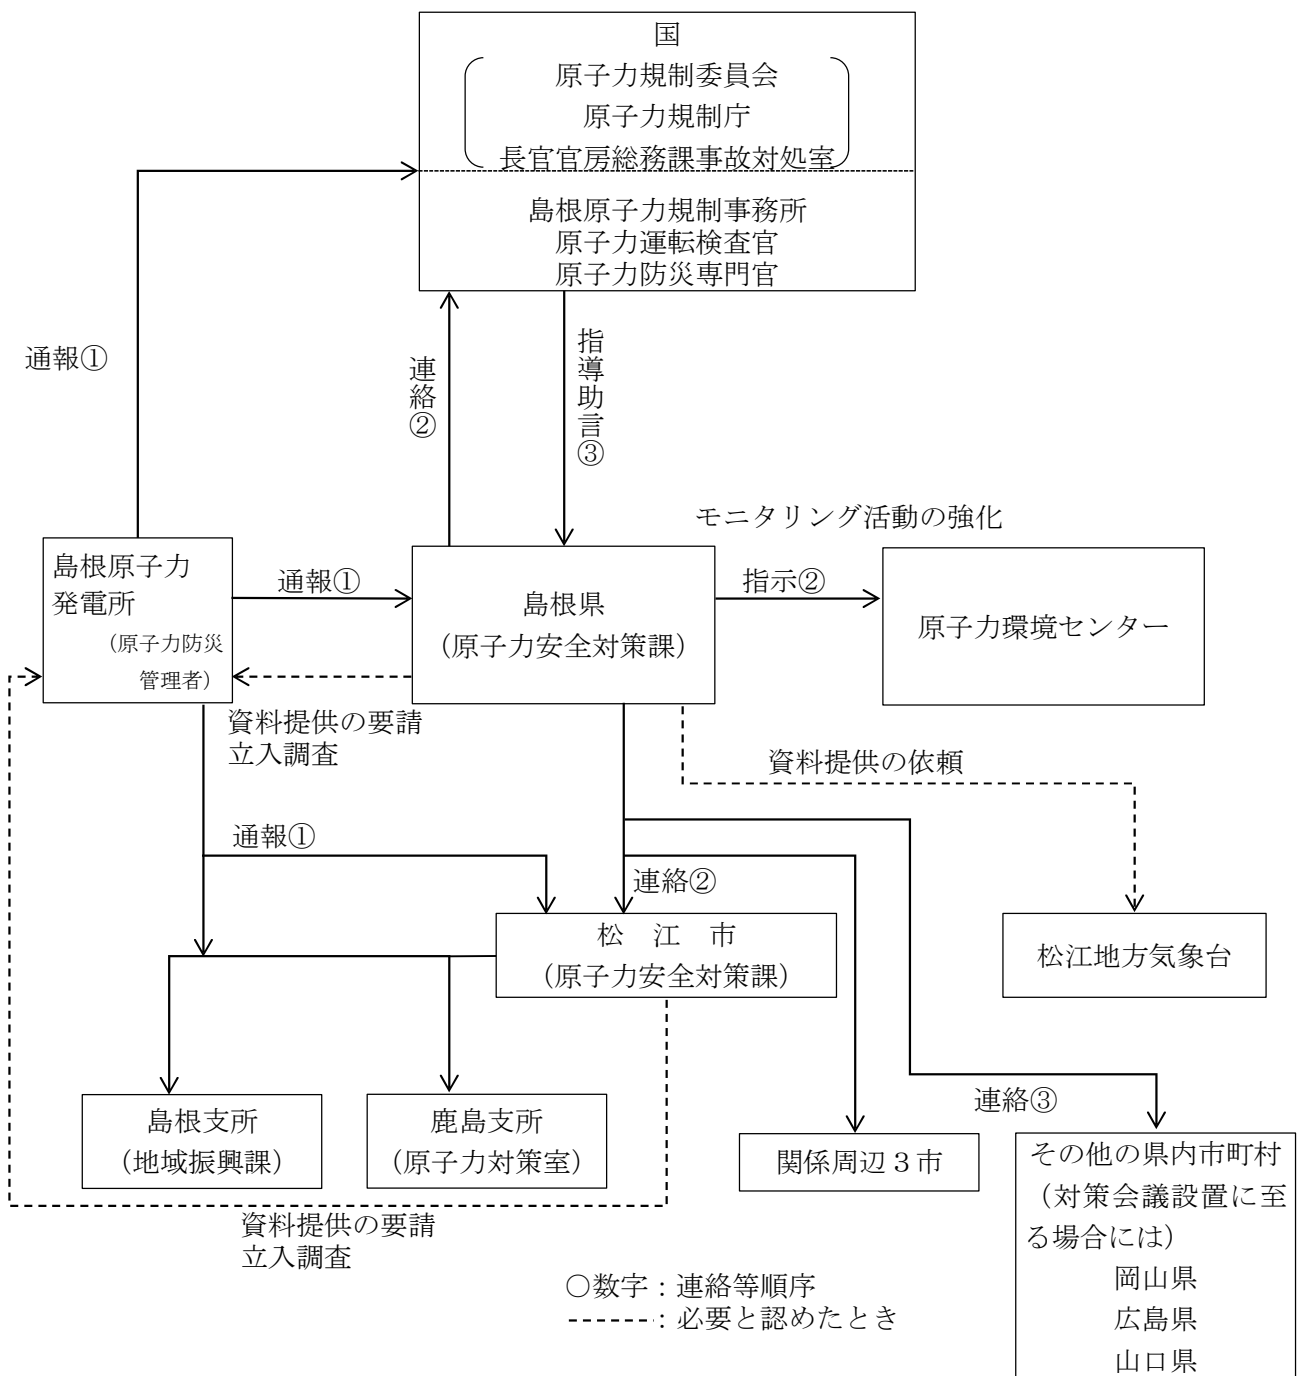 国
原子力規制委員会
原子力規制庁
長官官房総務課事故対処室
島根原子力規制事務所
原子力運転検査官
原子力防災専門官
通報①
連絡②
指導助言③
モニタリング活動の強化
島根原子力
発電所
(原子力防災
管理者)
通報①
島根県
(原子力安全対策課)
指示②
原子力環境センター
資料提供の要請
立入調査
資料提供の依頼
通報①
連絡②
松 江 市
(原子力安全対策課)
松江地方気象台
島根支所
(地域振興課)
鹿島支所
(原子力対策室)
関係周辺3市
連絡③
その他の県内市町村
(対策会議設置に至
る場合には)
岡山県
広島県
山口県
資料提供の要請
立入調査
○数字:連絡等順序
------:必要と認めたとき